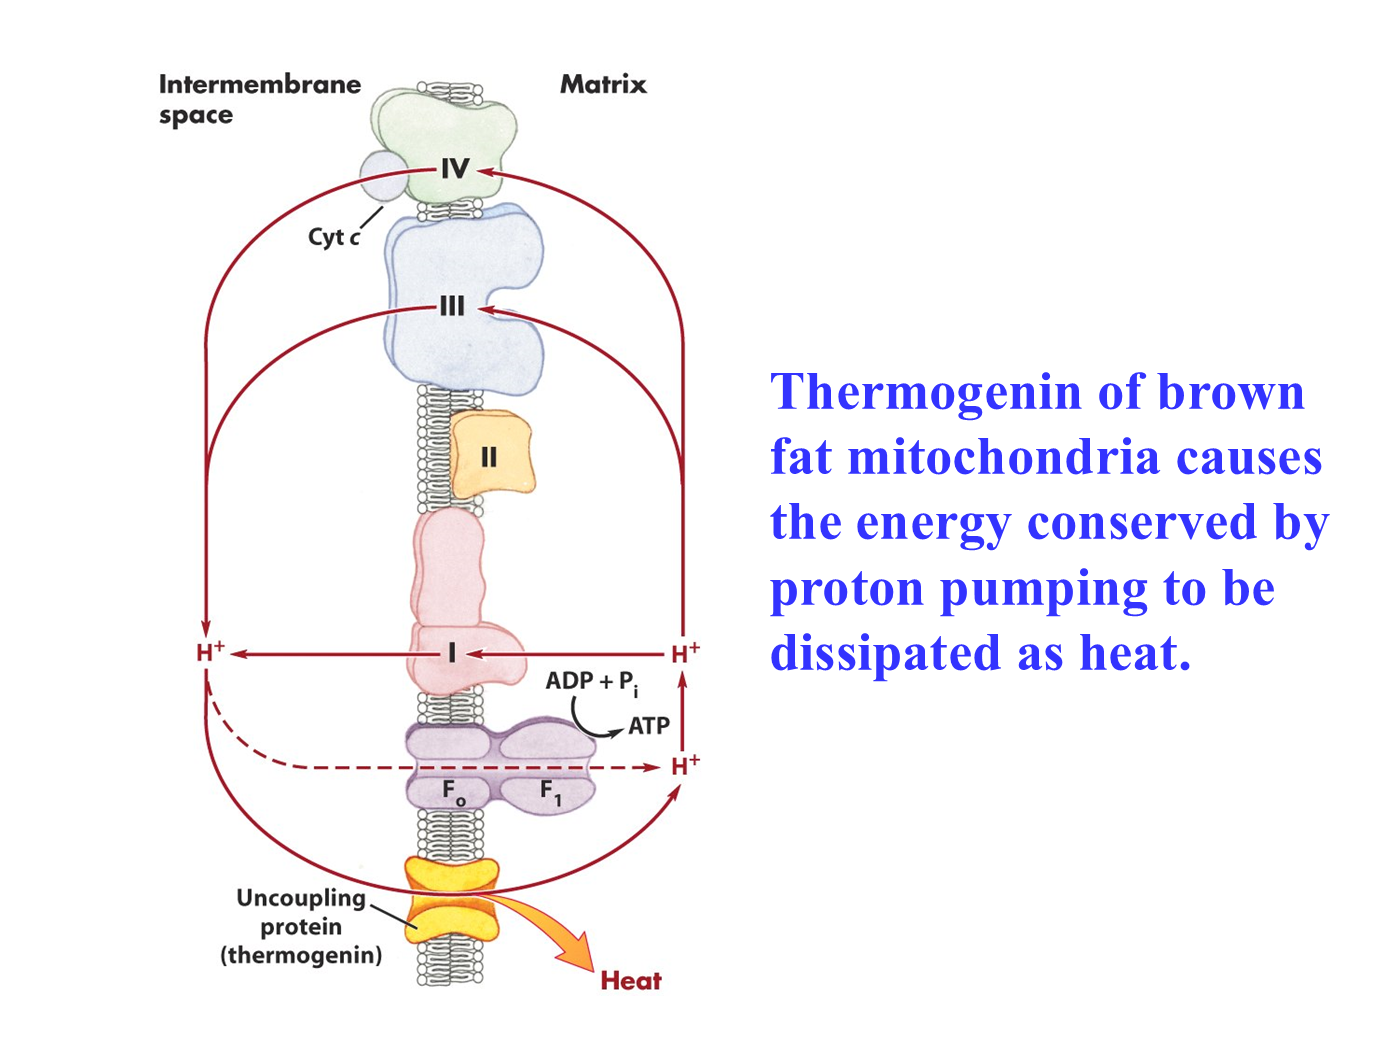 Intermembrane
space
Matrix
IV
Cyt c
III
II
H⁺
I
H⁺
ADP + Pᵢ
ATP
H⁺
Fₒ
F₁
Uncoupling
protein
(thermogenin)
Heat
Thermogenin of brown
fat mitochondria causes
the energy conserved by
proton pumping to be
dissipated as heat.